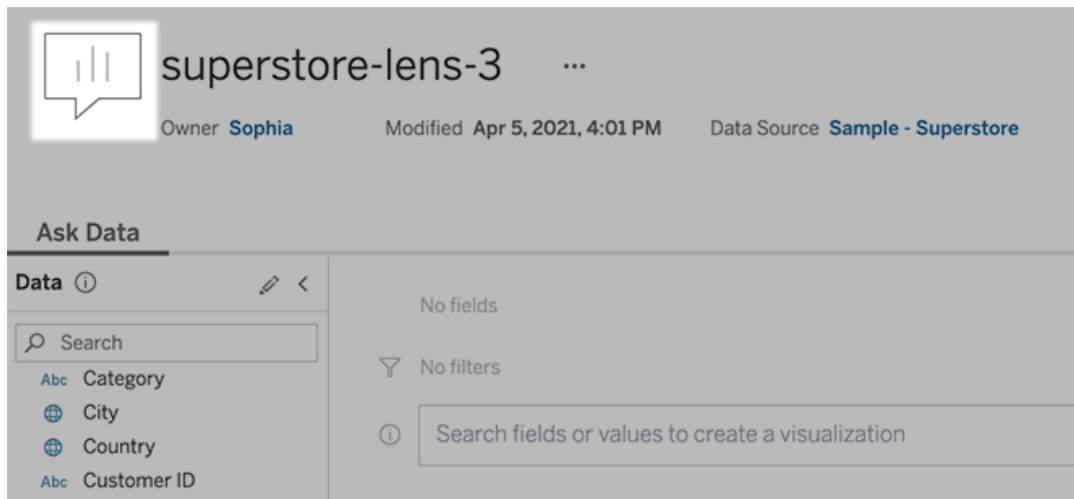 superstore-lens-3 ...
Owner Sophia Modified Apr 5, 2021, 4:01 PM Data Source Sample - Superstore
Ask Data
Data
Search
Abc Category
City
Country
Abc Customer ID
No fields
No filters
Search fields or values to create a visualization